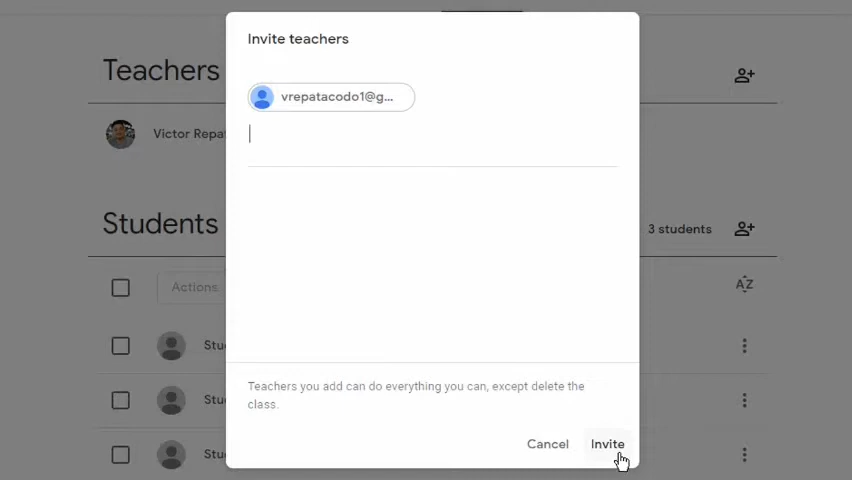 Invite teachers
Teachers
vrepatacodo1@g...
Victor Repa
Students
3 students
Actions
AZ
Stu
Stu
Stu
Teachers you add can do everything you can, except delete the
class.
Cancel
Invite